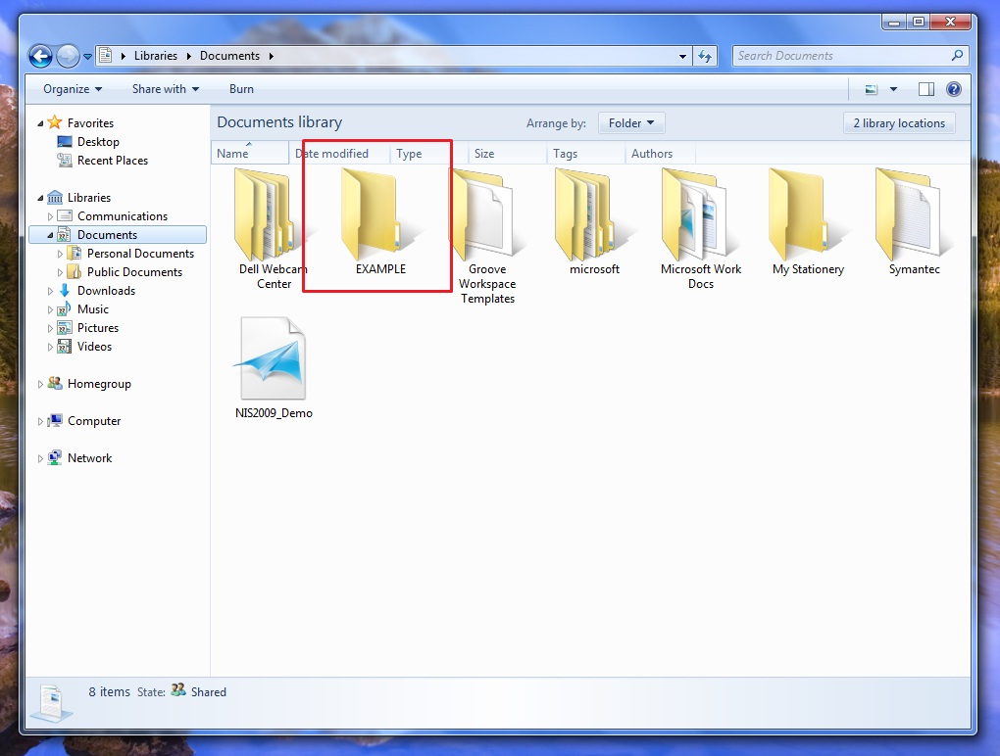 Libraries Documents
Search Documents
Organize Share with Burn
Favorites
Desktop
Recent Places
Libraries
Communications
Documents
Personal Documents
Public Documents
Downloads
Music
Pictures
Videos
Homegroup
Computer
Network
Documents library
Arrange by: Folder 2 library locations
Name Date modified Type Size Tags Authors
Dell Webcam
Center
EXAMPLE
Groove
Workspace
Templates
microsoft
Microsoft Work
Docs
My Stationery
Symantec
NIS2009_Demo
8 items State: Shared